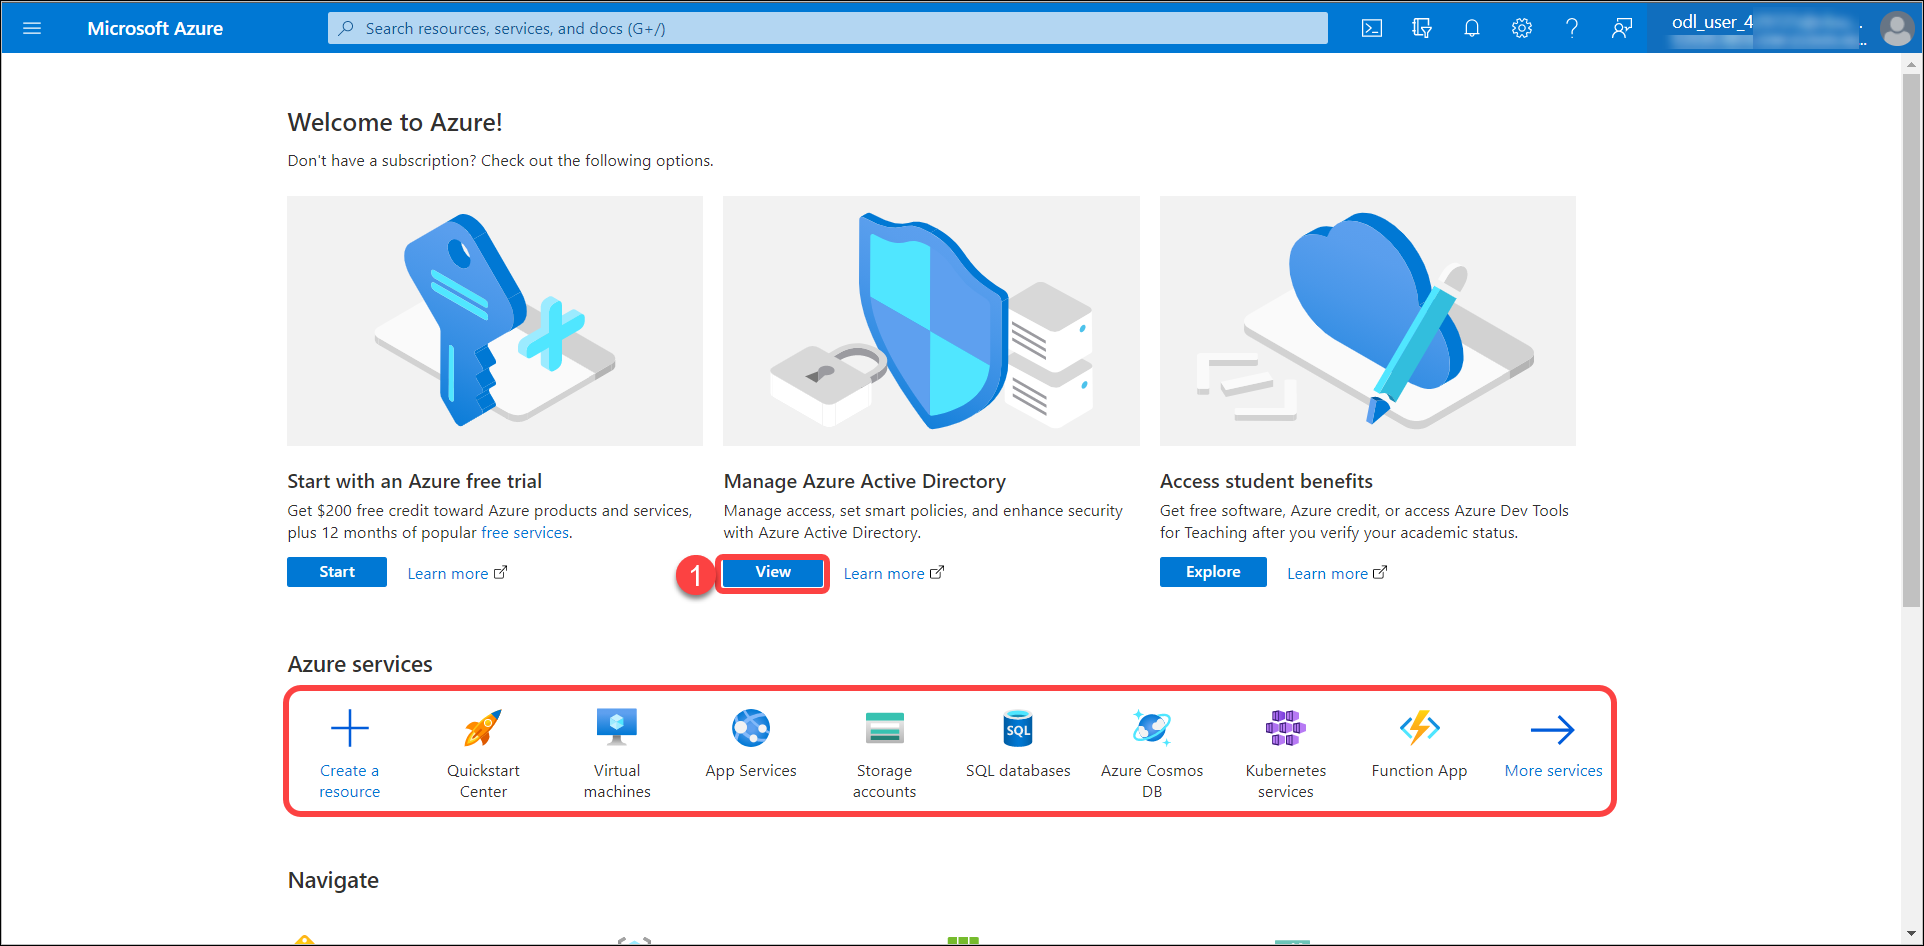 Microsoft Azure
Search resources, services, and docs (G+/)
odl_user_4
Welcome to Azure!
Don't have a subscription? Check out the following options.
Start with an Azure free trial
Get $200 free credit toward Azure products and services,
plus 12 months of popular free services.
Start
Learn more
Manage Azure Active Directory
Manage access, set smart policies, and enhance security
with Azure Active Directory.
1
View
Learn more
Access student benefits
Get free software, Azure credit, or access Azure Dev Tools
for Teaching after you verify your academic status.
Explore
Learn more
Azure services
Create a
resource
Quickstart
Center
Virtual
machines
App Services
Storage
accounts
SQL
SQL databases
Azure Cosmos
DB
Kubernetes
services
Function App
More services
Navigate